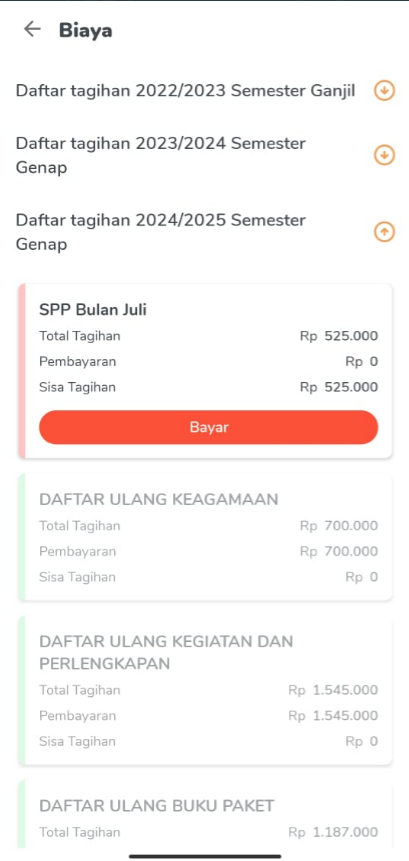 Biaya
Daftar tagihan 2022/2023 Semester Ganjil
Daftar tagihan 2023/2024 Semester
Genap
Daftar tagihan 2024/2025 Semester
Genap
SPP Bulan Juli
Total Tagihan Rp 525.000
Pembayaran Rp 0
Sisa Tagihan Rp 525.000
Bayar
DAFTAR ULANG KEAGAMAAN
Total Tagihan Rp 700.000
Pembayaran Rp 700.000
Sisa Tagihan Rp 0
DAFTAR ULANG KEGIATAN DAN
PERLENGKAPAN
Total Tagihan Rp 1.545.000
Pembayaran Rp 1.545.000
Sisa Tagihan Rp 0
DAFTAR ULANG BUKU PAKET
Total Tagihan Rp 1.187.000